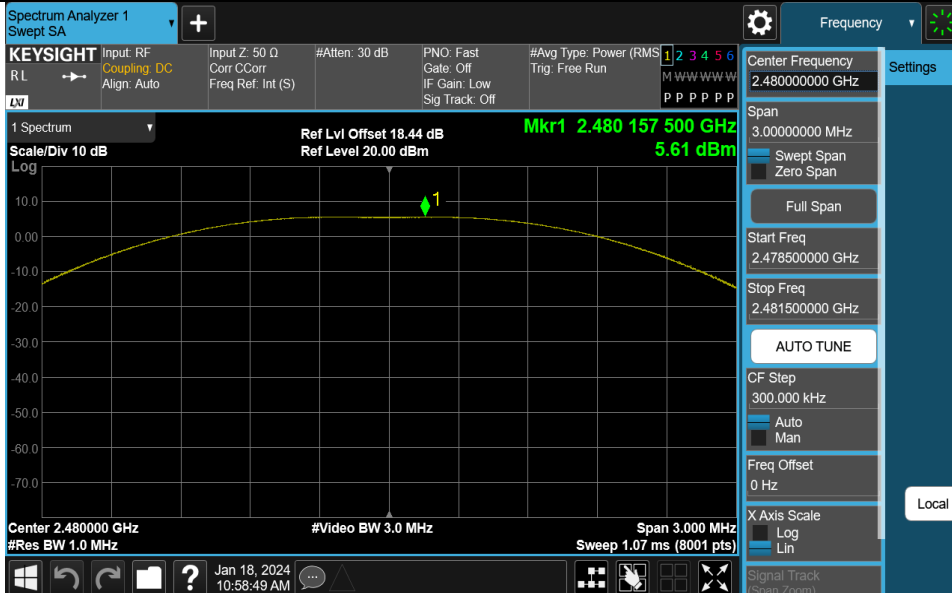 Spectrum Analyzer 1
Swept SA
+
Frequency
KEYSIGHT
RL
LXI
Input: RF
Coupling: DC
Align: Auto
Input Z: 50 Ω
Corr CCorr
Freq Ref: Int (S)
#Atten: 30 dB
PNO: Fast
Gate: Off
IF Gain: Low
Sig Track: Off
#Avg Type: Power (RMS
Trig: Free Run
1 2 3 4 5 6
M W W W W W
P P P P P P
1 Spectrum
Scale/Div 10 dB
Log
Ref Lvl Offset 18.44 dB
Ref Level 20.00 dBm
Mkr1 2.480 157 500 GHz
5.61 dBm
1
10.0
0.00
-10.0
-20.0
-30.0
-40.0
-50.0
-60.0
-70.0
Center 2.480000 GHz
#Video BW 3.0 MHz
Span 3.000 MHz
#Res BW 1.0 MHz
Sweep 1.07 ms (8001 pts)
?
Jan 18, 2024
10:58:49 AM
Center Frequency
2.480000000 GHz
Settings
Span
3.00000000 MHz
Swept Span
Zero Span
Full Span
Start Freq
2.478500000 GHz
Stop Freq
2.481500000 GHz
AUTO TUNE
CF Step
300.000 kHz
Auto
Man
Freq Offset
0 Hz
Local
X Axis Scale
Log
Lin
Signal Track
(Span Zoom)